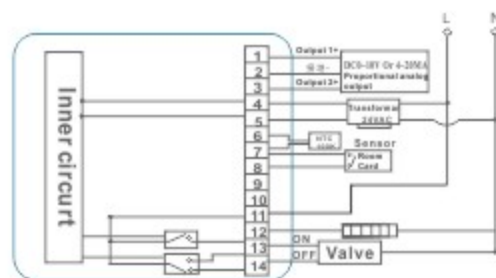 L N
Inner circurt
1
2
3
4
5
6
7
8
9
10
11
12
13
14
Output 1+
Output 2+
DC0-10V Or 4-20MA
Proportional analog
output
Transformer
24VAC
NTC
Sensor
Room
Card
ON
OFF
Valve